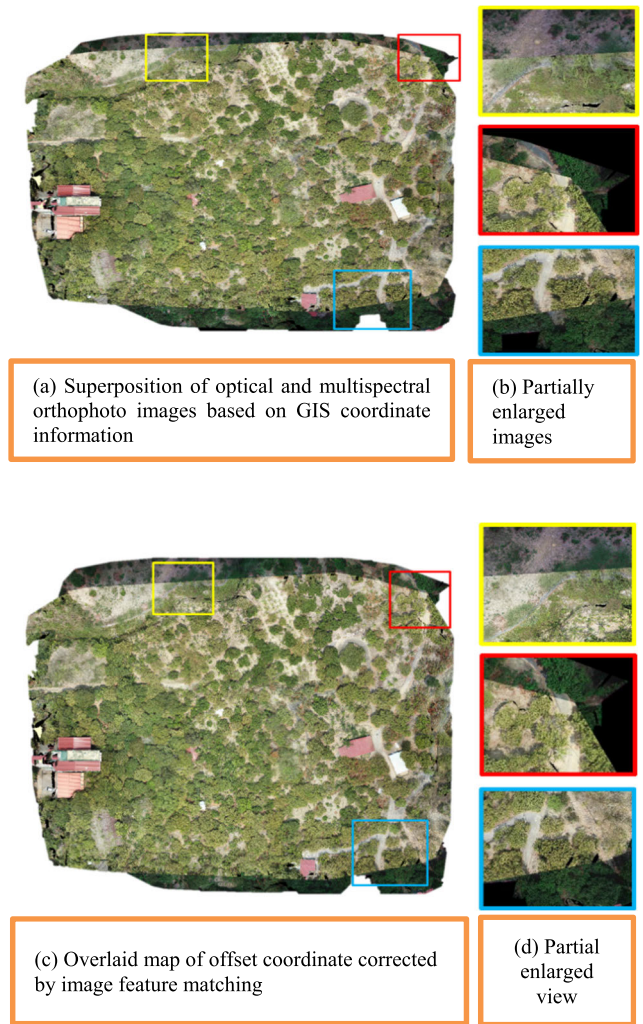 (a) Superposition of optical and multispectral
orthophoto images based on GIS coordinate
information
(b) Partially
enlarged
images
(c) Overlaid map of offset coordinate corrected
by image feature matching
(d) Partial
enlarged
view